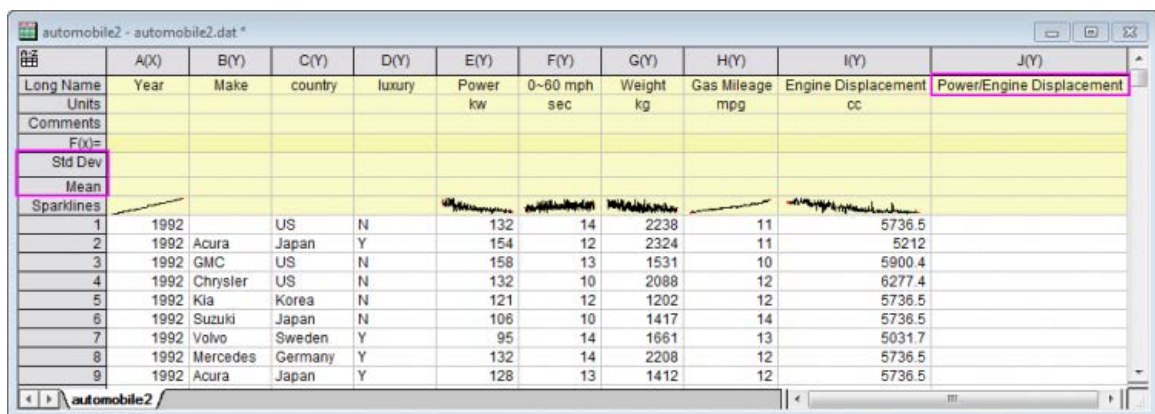 automobile2 - automobile2.dat *
A(X) B(Y) C(Y) D(Y) E(Y) F(Y) G(Y) H(Y) I(Y) J(Y)
Long Name Year Make country luxury Power 0~60 mph Weight Gas Mileage Engine Displacement Power/Engine Displacement
Units kw sec kg mpg cc
Comments
F(x)=
Std Dev
Mean
Sparklines
1 1992 US N 132 14 2238 11 5736.5
2 1992 Acura Japan Y 154 12 2324 11 5212
3 1992 GMC US N 158 13 1531 10 5900.4
4 1992 Chrysler US N 132 10 2088 12 6277.4
5 1992 Kia Korea N 121 12 1202 12 5736.5
6 1992 Suzuki Japan N 106 10 1417 14 5736.5
7 1992 Volvo Sweden Y 95 14 1661 13 5031.7
8 1992 Mercedes Germany Y 132 14 2208 12 5736.5
9 1992 Acura Japan Y 128 13 1412 12 5736.5
automobile2